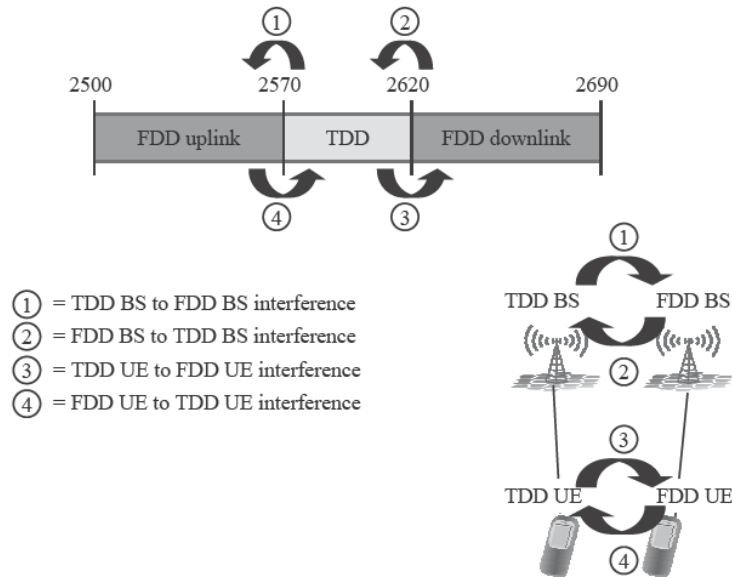 ① ②
2500 2570 2620 2690
FDD uplink TDD FDD downlink
④ ③
① = TDD BS to FDD BS interference
② = FDD BS to TDD BS interference
③ = TDD UE to FDD UE interference
④ = FDD UE to TDD UE interference
①
TDD BS FDD BS
②
③
TDD UE FDD UE
④